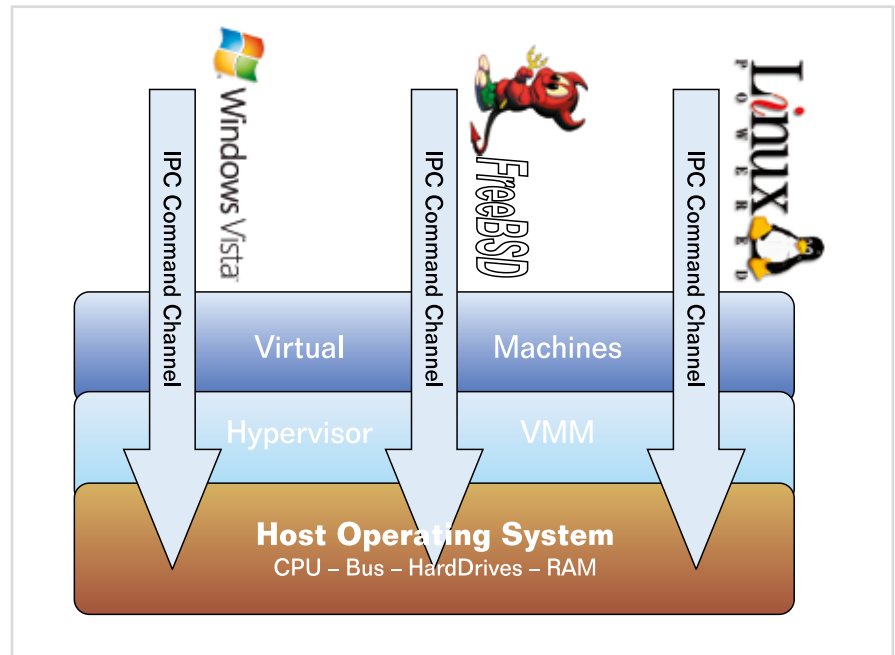 Windows Vista
IPC Command Channel
FreeBSD
IPC Command Channel
Linux
POWERED
IPC Command Channel
Virtual Machines
Hypervisor VMM
Host Operating System
CPU – Bus – HardDrives – RAM